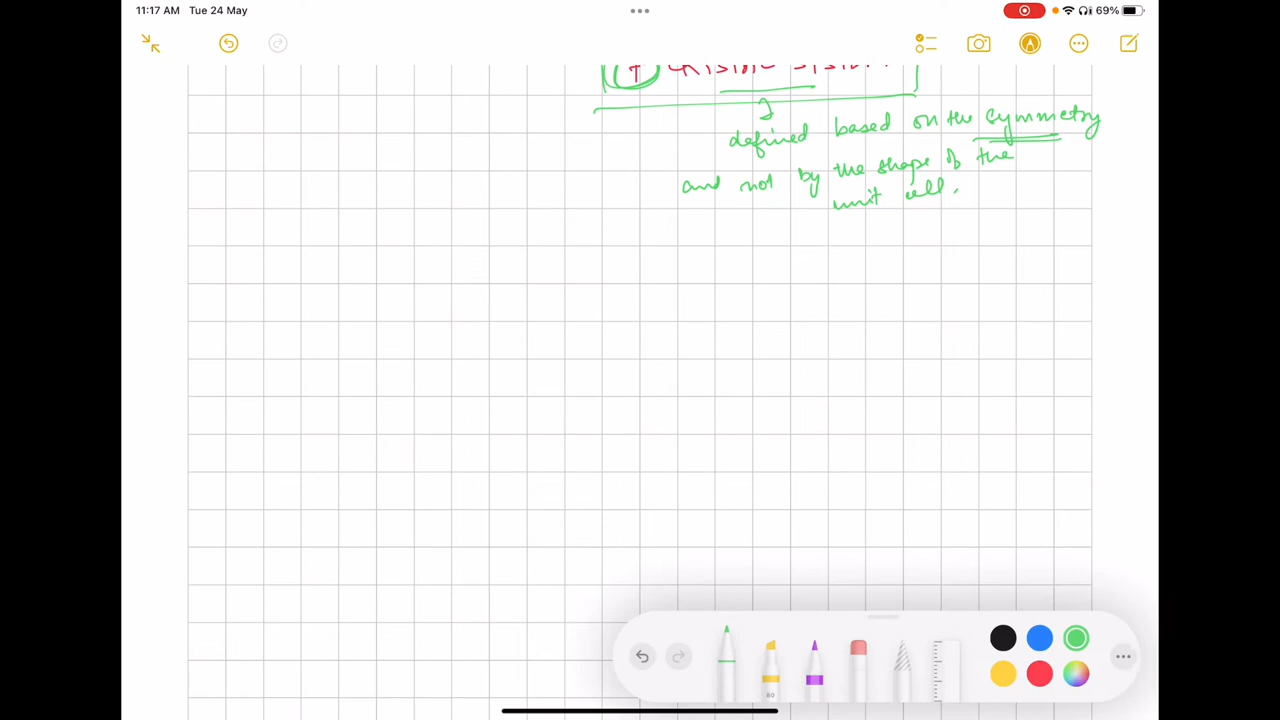 11:17 AM Tue 24 May
69%
defined based on the symmetry
and not by the shape of the
unit cell.
80